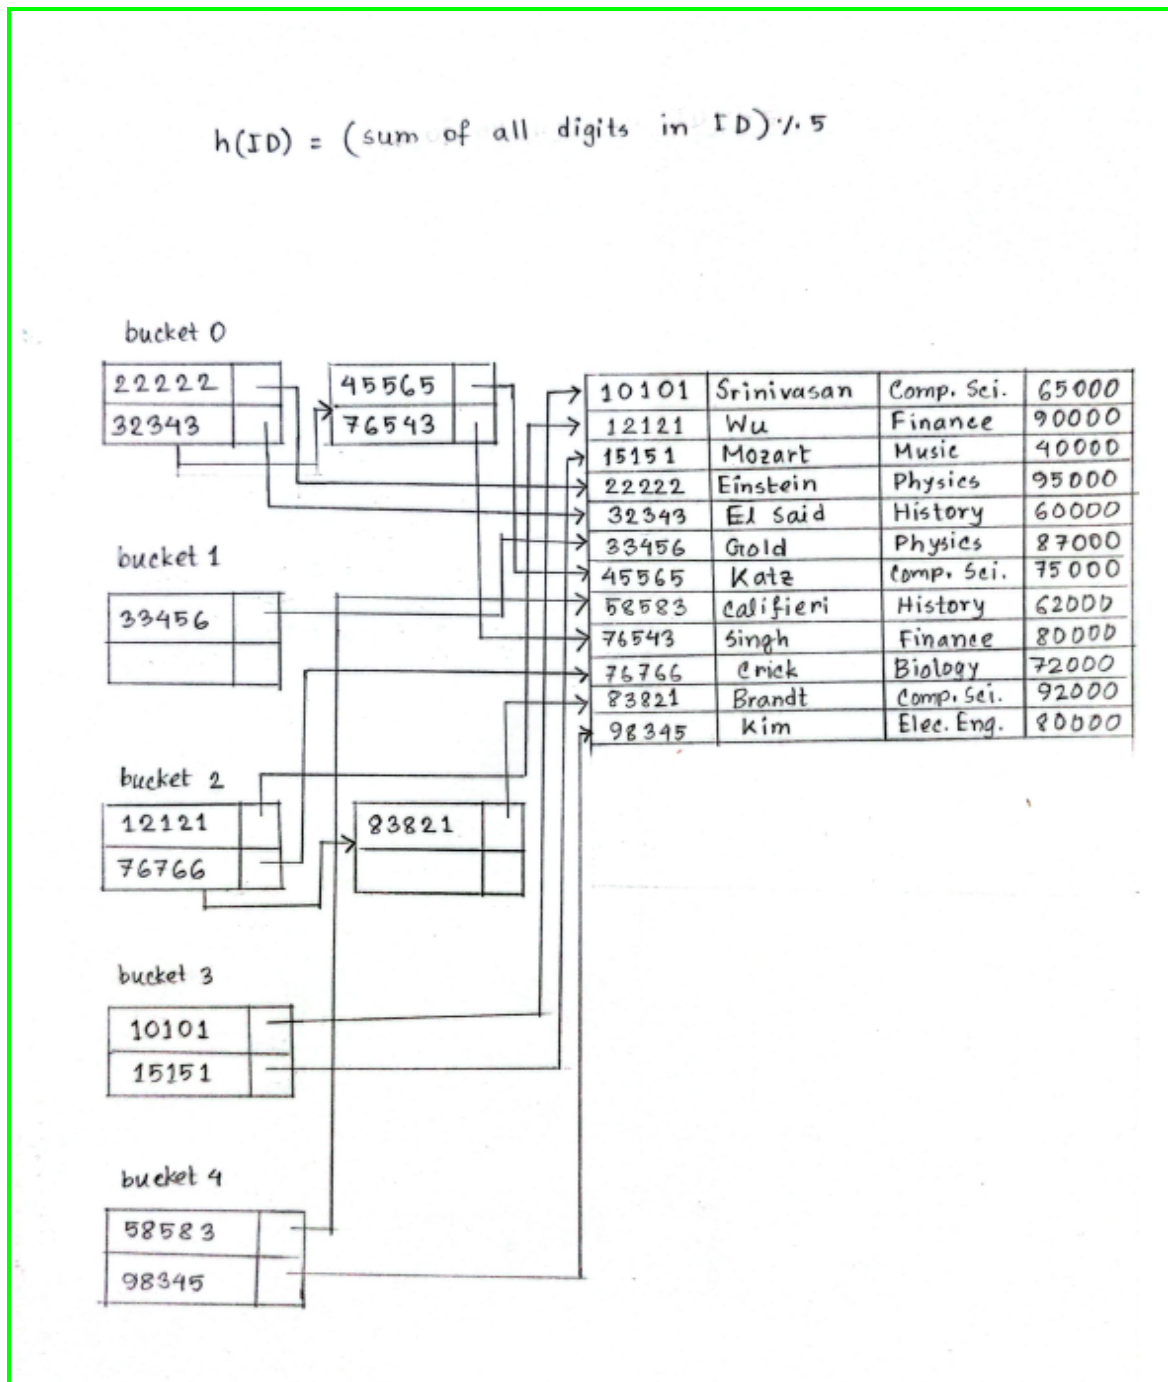 h(ID) = (sum of all digits in ID) % 5
bucket 0
22222
32343
45565
76543
bucket 1
33456
bucket 2
12121
76766
83821
bucket 3
10101
15151
bucket 4
58583
98345
10101 Srinivasan Comp. Sci. 65000
12121 Wu Finance 90000
15151 Mozart Music 40000
22222 Einstein Physics 95000
32343 El Said History 60000
33456 Gold Physics 87000
45565 Katz Comp. Sci. 75000
58583 califieri History 62000
76543 Singh Finance 80000
76766 Crick Biology 72000
83821 Brandt Comp. Sci. 92000
98345 Kim Elec. Eng. 80000